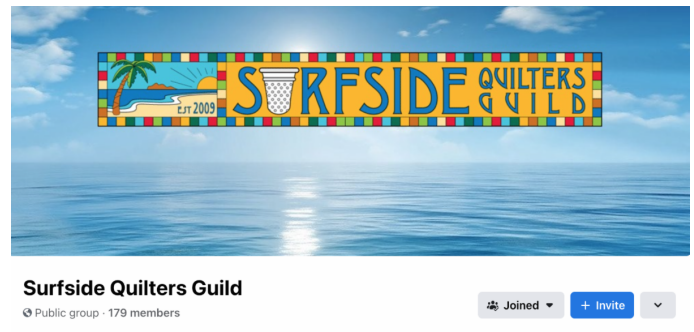 EST 2009
SURFSIDE
QUILTERS
GUILD
Surfside Quilters Guild
Public group · 179 members
Joined
+ Invite